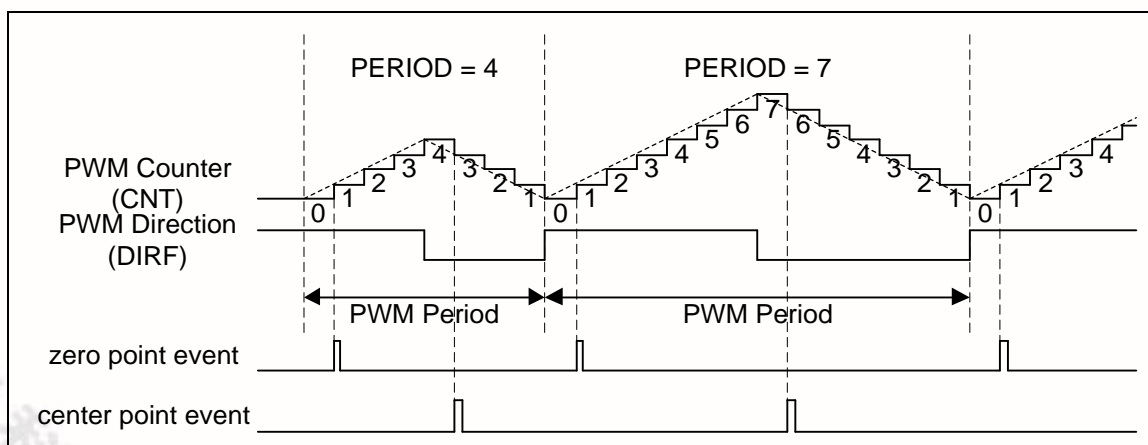 PERIOD = 4
PERIOD = 7
PWM Counter
(CNT)
0 1 2 3 4 3 2 1 0 1 2 3 4 5 6 7 6 5 4 3 2 1 0 1 2 3 4
PWM Direction
(DIRF)
PWM Period
PWM Period
zero point event
center point event